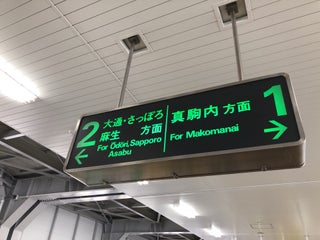 2
大通・さっぽろ
麻生 方面
For Ōdōri,Sapporo
Asabu
←
真駒内 方面
For Makomanai
1
→